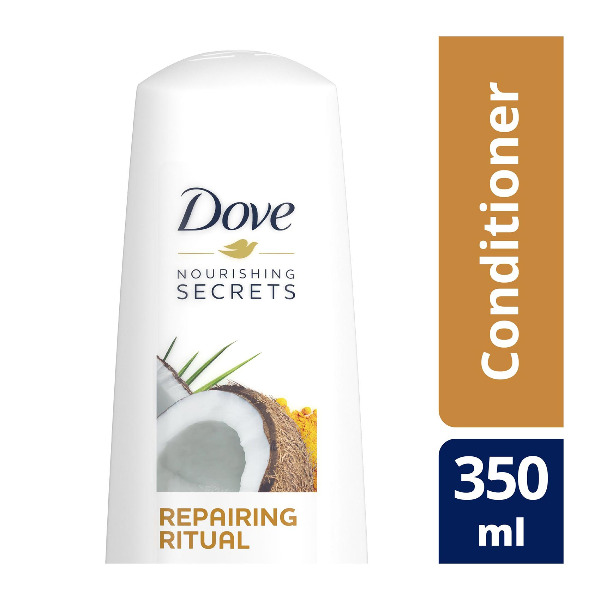 Dove
NOURISHING
SECRETS
REPAIRING
RITUAL
Conditioner
350
ml